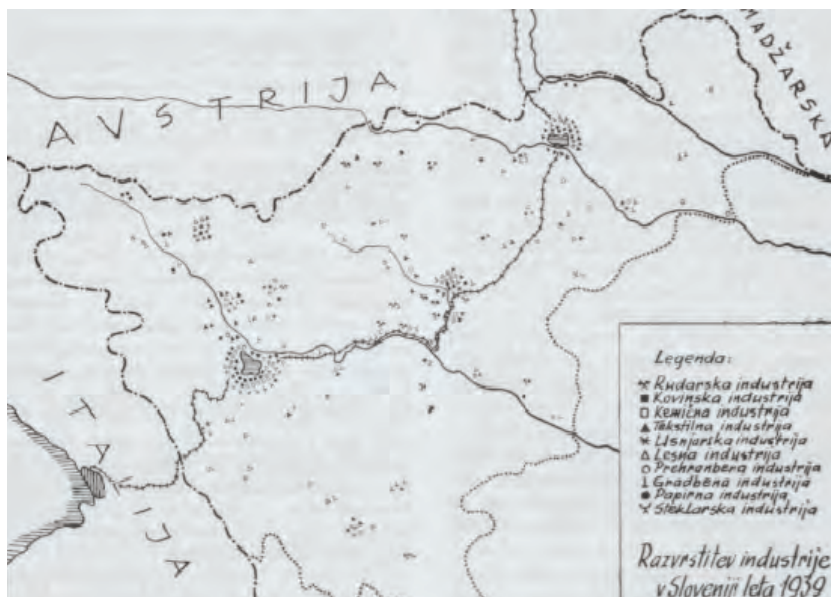 AVSTRIJA
MADŽARSKA
ITALIJA
Legenda:
Rudarska industrija
Kovinska industrija
Kemična industrija
Tekstilna industrija
Usnjarska industrija
Lesna industrija
Prehranbena industrija
Gradbena industrija
Papirna industrija
Steklarska industrija
Razvrstitev industrije
v Sloveniji leta 1939